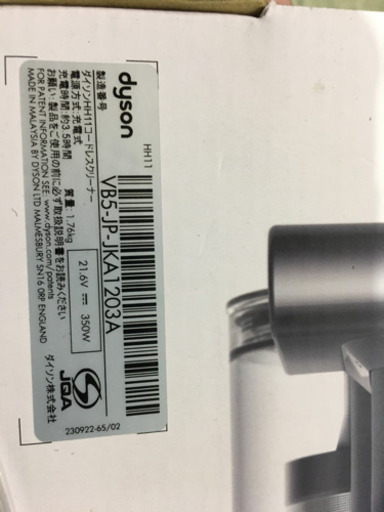 dyson
HH11
製造番号
VB5-JP-JKA1203A
ダイソンHH11コードレスクリーナー
電源方式:充電式
充電時間:約3.5時間 質量:1.76kg
21.6V ⎓ 350W
お願い:製品をご使用の前に必ず取扱説明書をお読みください
FOR PATENT INFORMATION SEE: www.dyson.com
MADE IN MALAYSIA BY DYSON LTD MALMESBURY SN16 0RP ENGLAND
ダイソン株式会社
JQA
230922-65/02